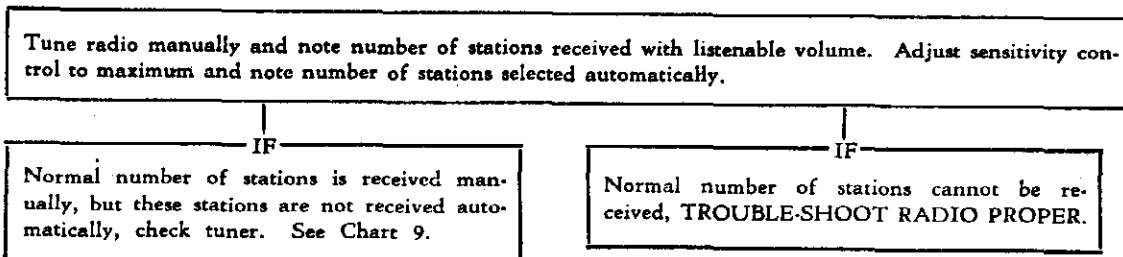 Tune radio manually and note number of stations received with listenable volume. Adjust sensitivity con-
trol to maximum and note number of stations selected automatically.
IF
Normal number of stations is received man-
ually, but these stations are not received auto-
matically, check tuner. See Chart 9.
IF
Normal number of stations cannot be re-
ceived, TROUBLE-SHOOT RADIO PROPER.